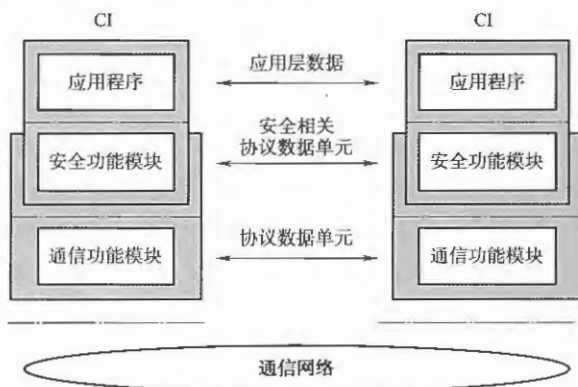 CI
CI
应用程序
应用层数据
应用程序
安全相关
协议数据单元
安全功能模块
安全功能模块
协议数据单元
通信功能模块
通信功能模块
通信网络